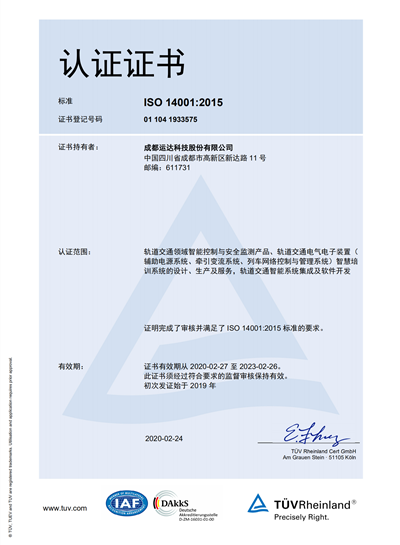 认证证书
标准 ISO 14001:2015
证书登记号码 01 104 1933575
证书持有者： 成都运达科技股份有限公司
中国四川省成都市高新区新达路 11 号
邮编：611731
认证范围： 轨道交通领域智能控制与安全监测产品、轨道交通电气电子装置（
辅助电源系统、牵引变流系统、列车网络控制与管理系统）智慧培
训系统的设计、生产及服务，轨道交通智能系统集成及软件开发
证明完成了审核并满足了 ISO 14001:2015 标准的要求。
有效期： 证书有效期从 2020-02-27 至 2023-02-26。
此证书须经过符合要求的监督审核保持有效。
初次发证始于 2019 年
2020-02-24
TÜV Rheinland Cert GmbH
Am Grauen Stein · 51105 Köln
® TÜV, TUEV and TUV are registered trademarks. Utilisation and application requires prior approval.
www.tuv.com
IAF
DAkkS
Deutsche
Akkreditierungsstelle
D-ZM-16031-01-00
TÜVRheinland®
Precisely Right.